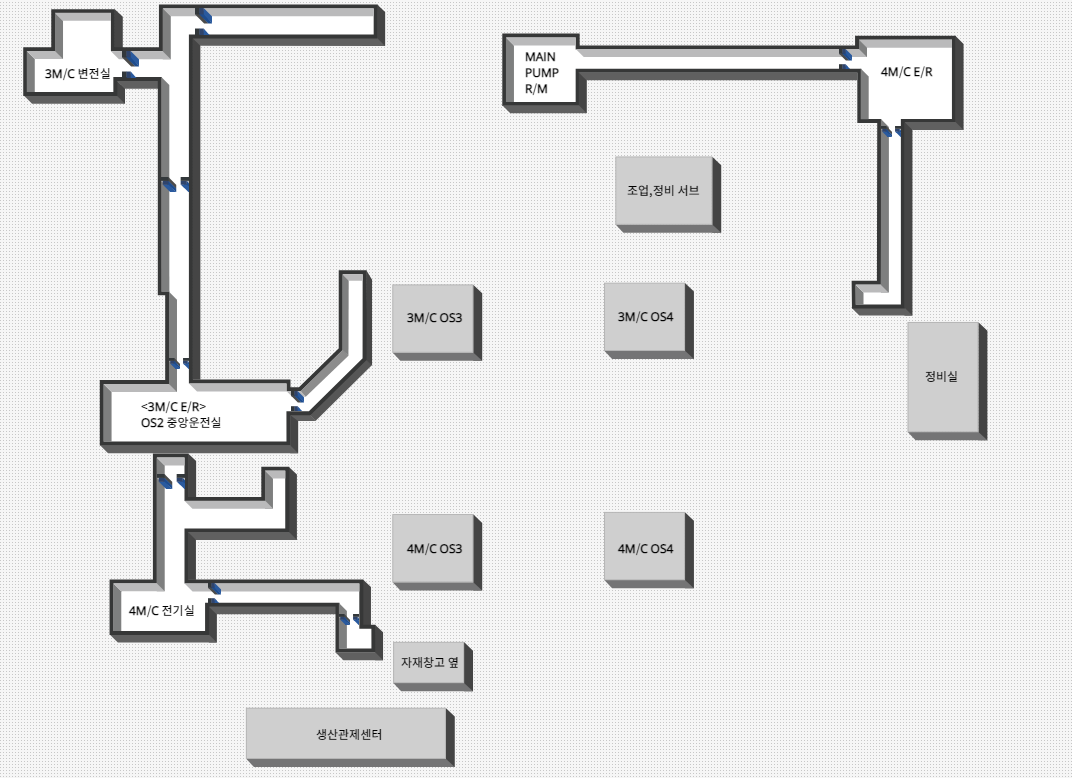 3M/C 변전실
MAIN
PUMP
R/M
4M/C E/R
조업,정비 서브
3M/C OS3
3M/C OS4
정비실
<3M/C E/R>
OS2 중앙운전실
4M/C OS3
4M/C OS4
4M/C 전기실
자재창고 옆
생산관제센터